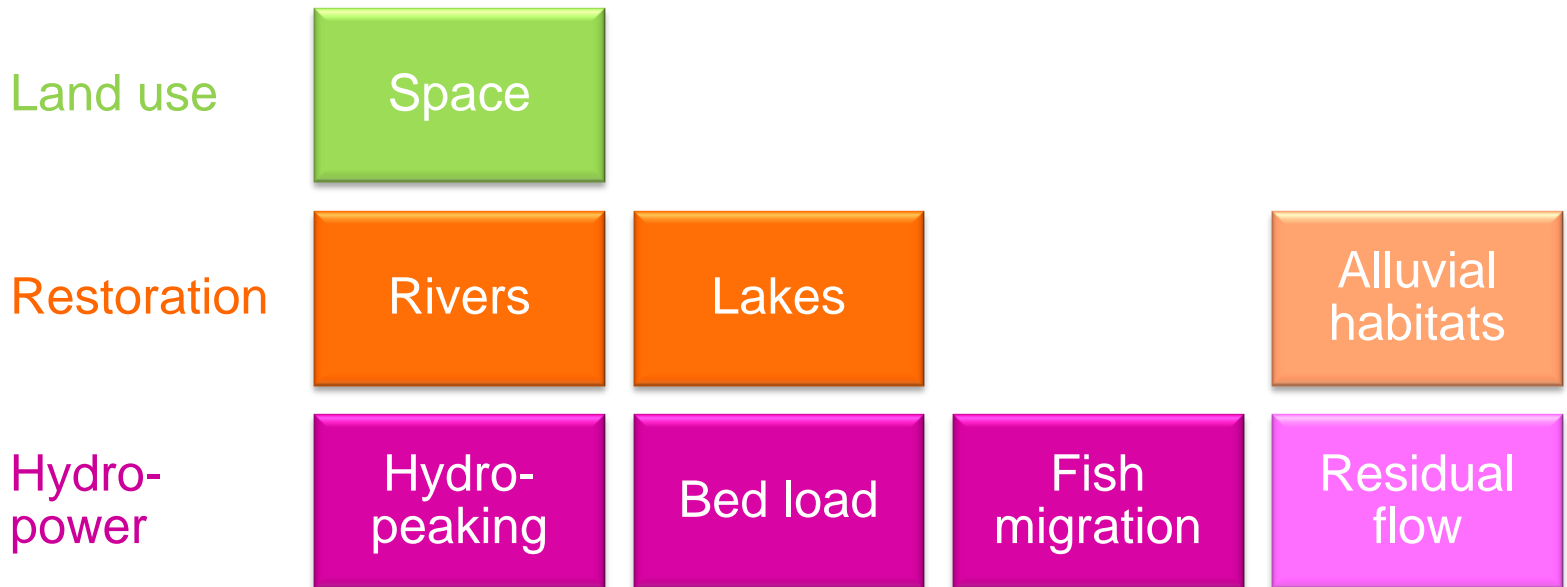 Land use
Space
Restoration
Rivers
Lakes
Alluvial
habitats
Hydro-
power
Hydro-
peaking
Bed load
Fish
migration
Residual
flow